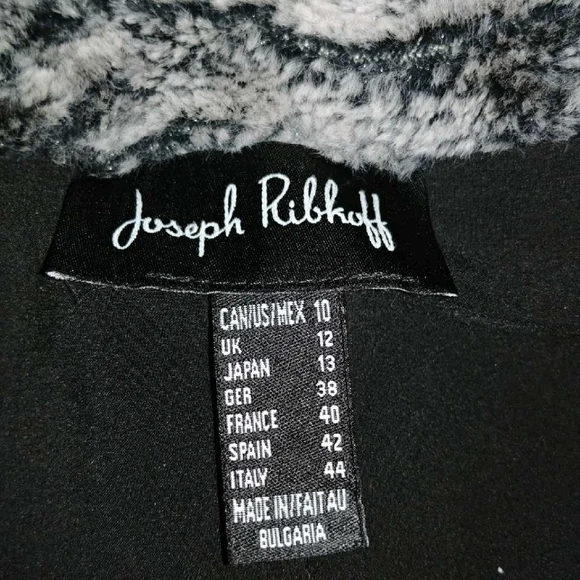 Joseph Ribkoff
CAN/US/MEX 10
UK 12
JAPAN 13
GER 38
FRANCE 40
SPAIN 42
ITALY 44
MADE IN/FAIT AU
BULGARIA